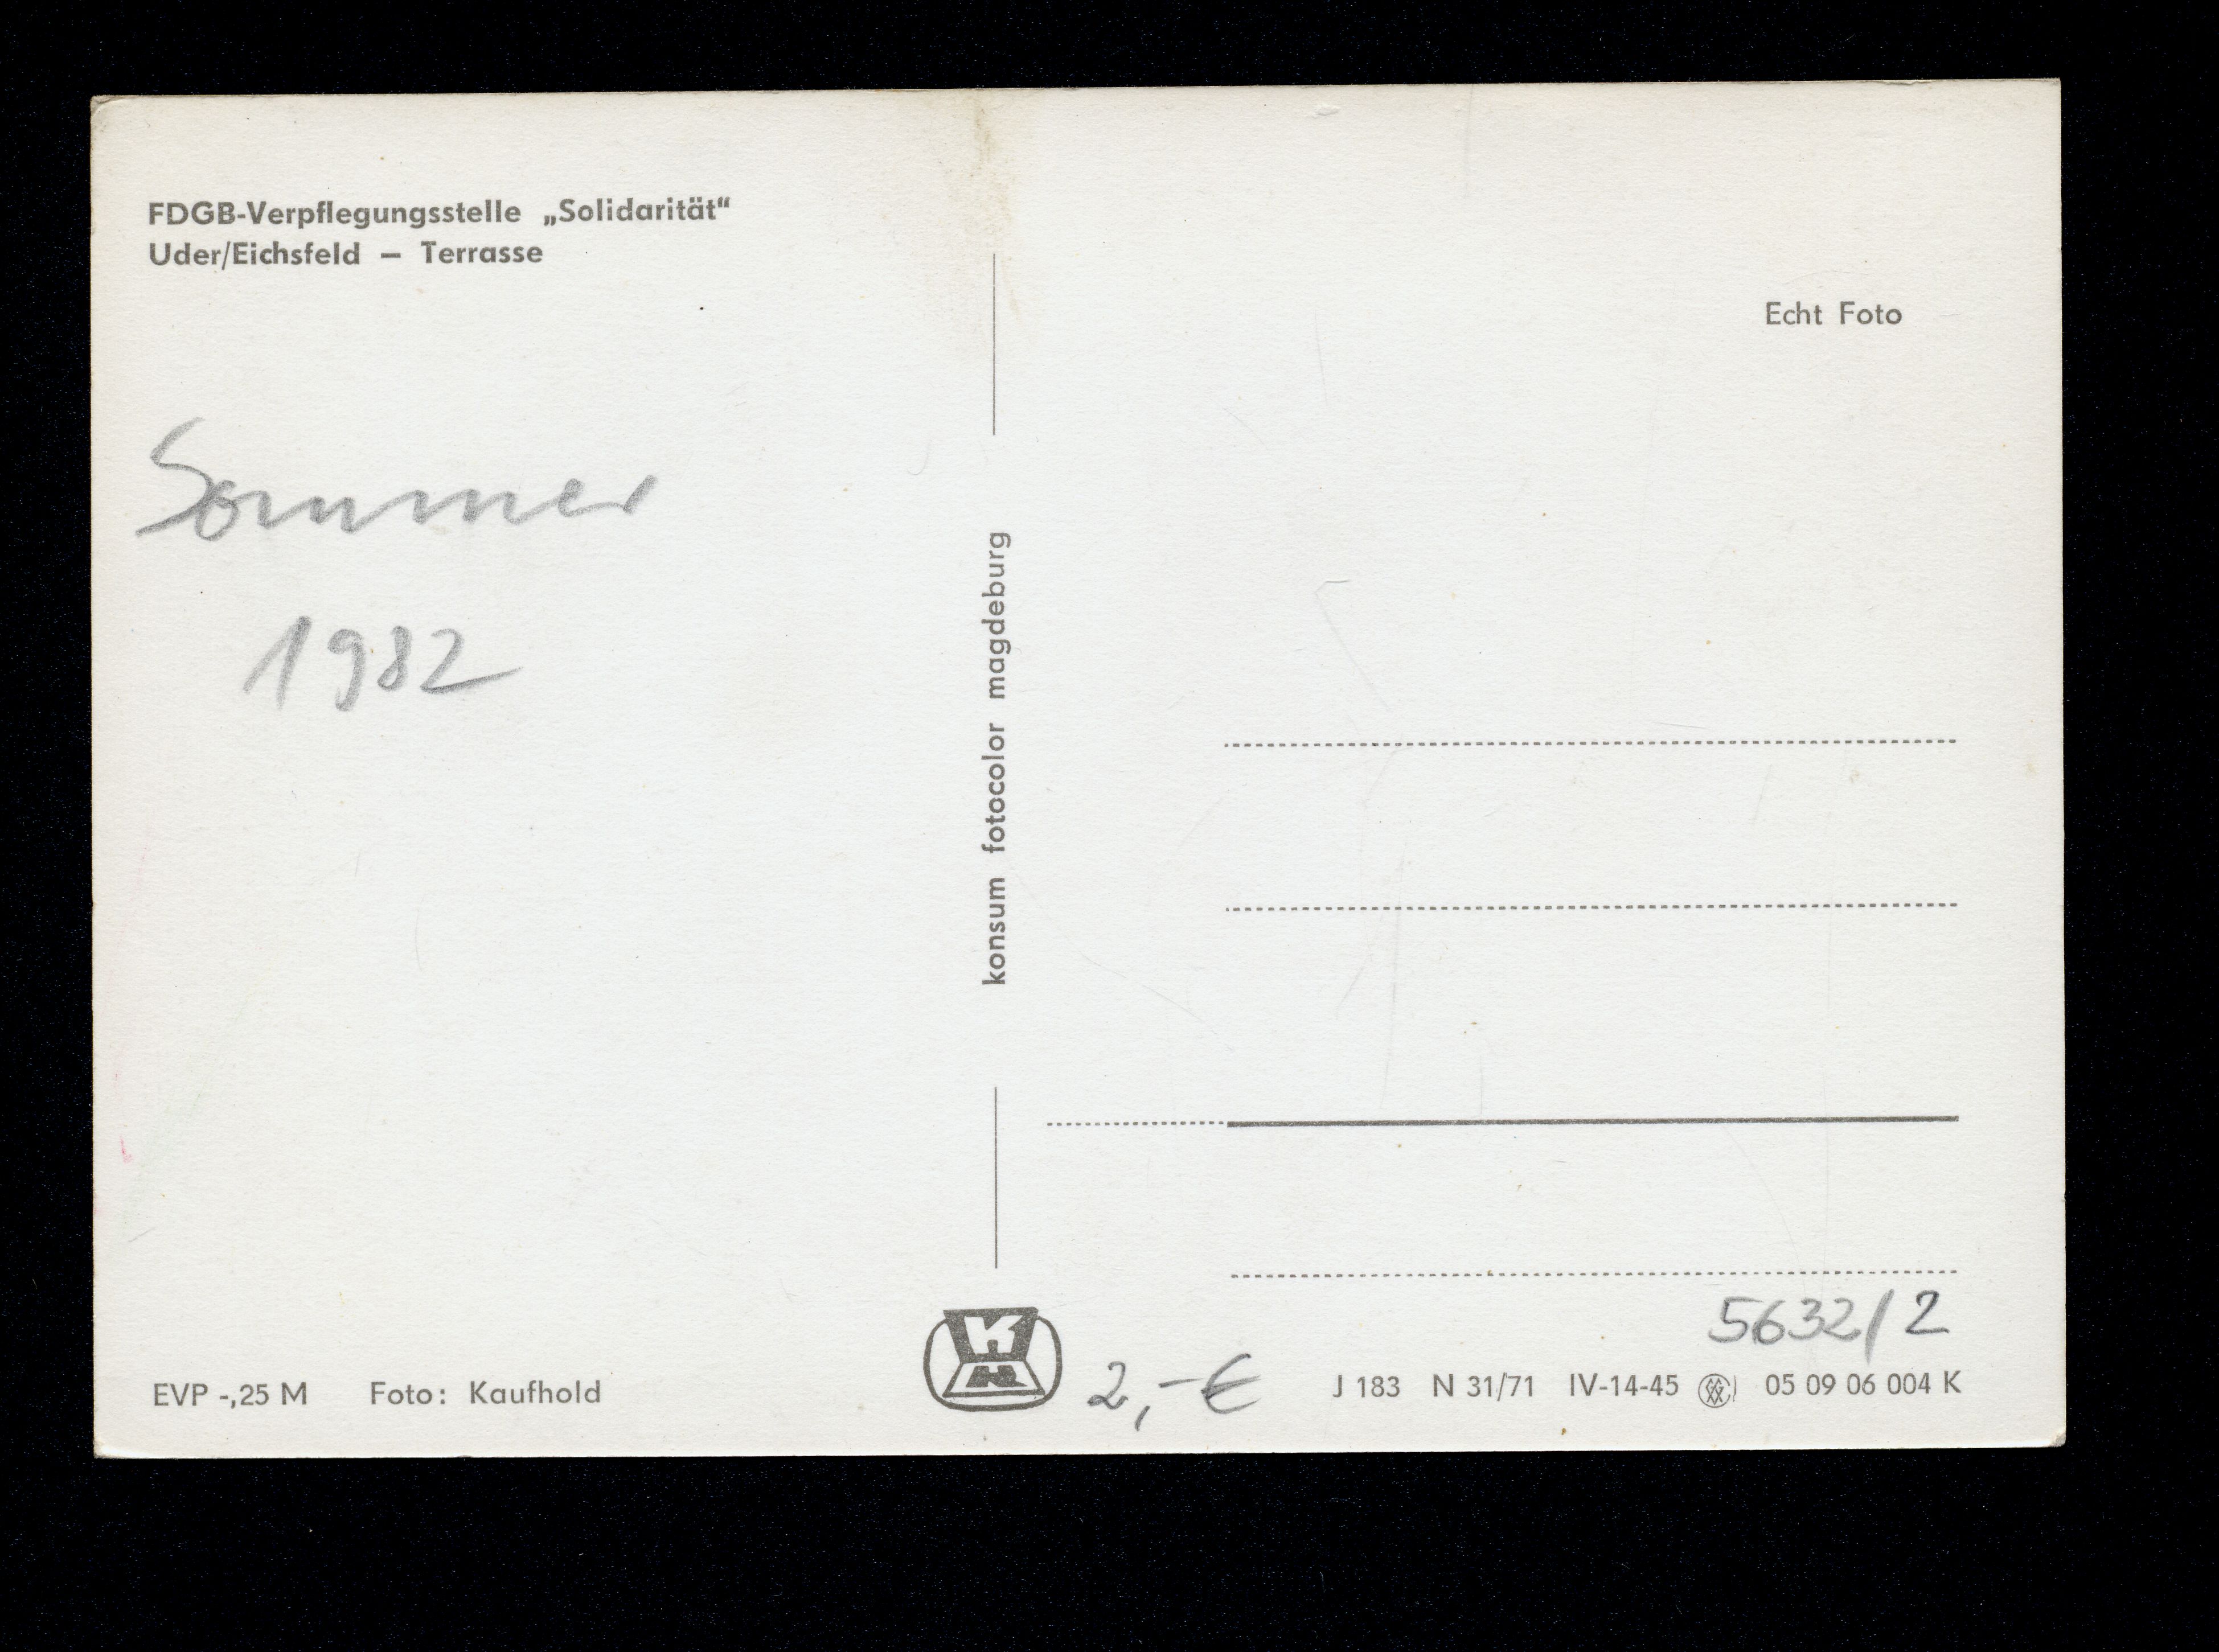 FDGB-Verpflegungsstelle „Solidarität“
Uder/Eichsfeld – Terrasse
Echt Foto
Sommer
1982
konsum fotocolor magdeburg
5632/2
EVP -,25 M Foto: Kaufhold
2,-€
J 183 N 31/71 IV-14-45 05 09 06 004 K